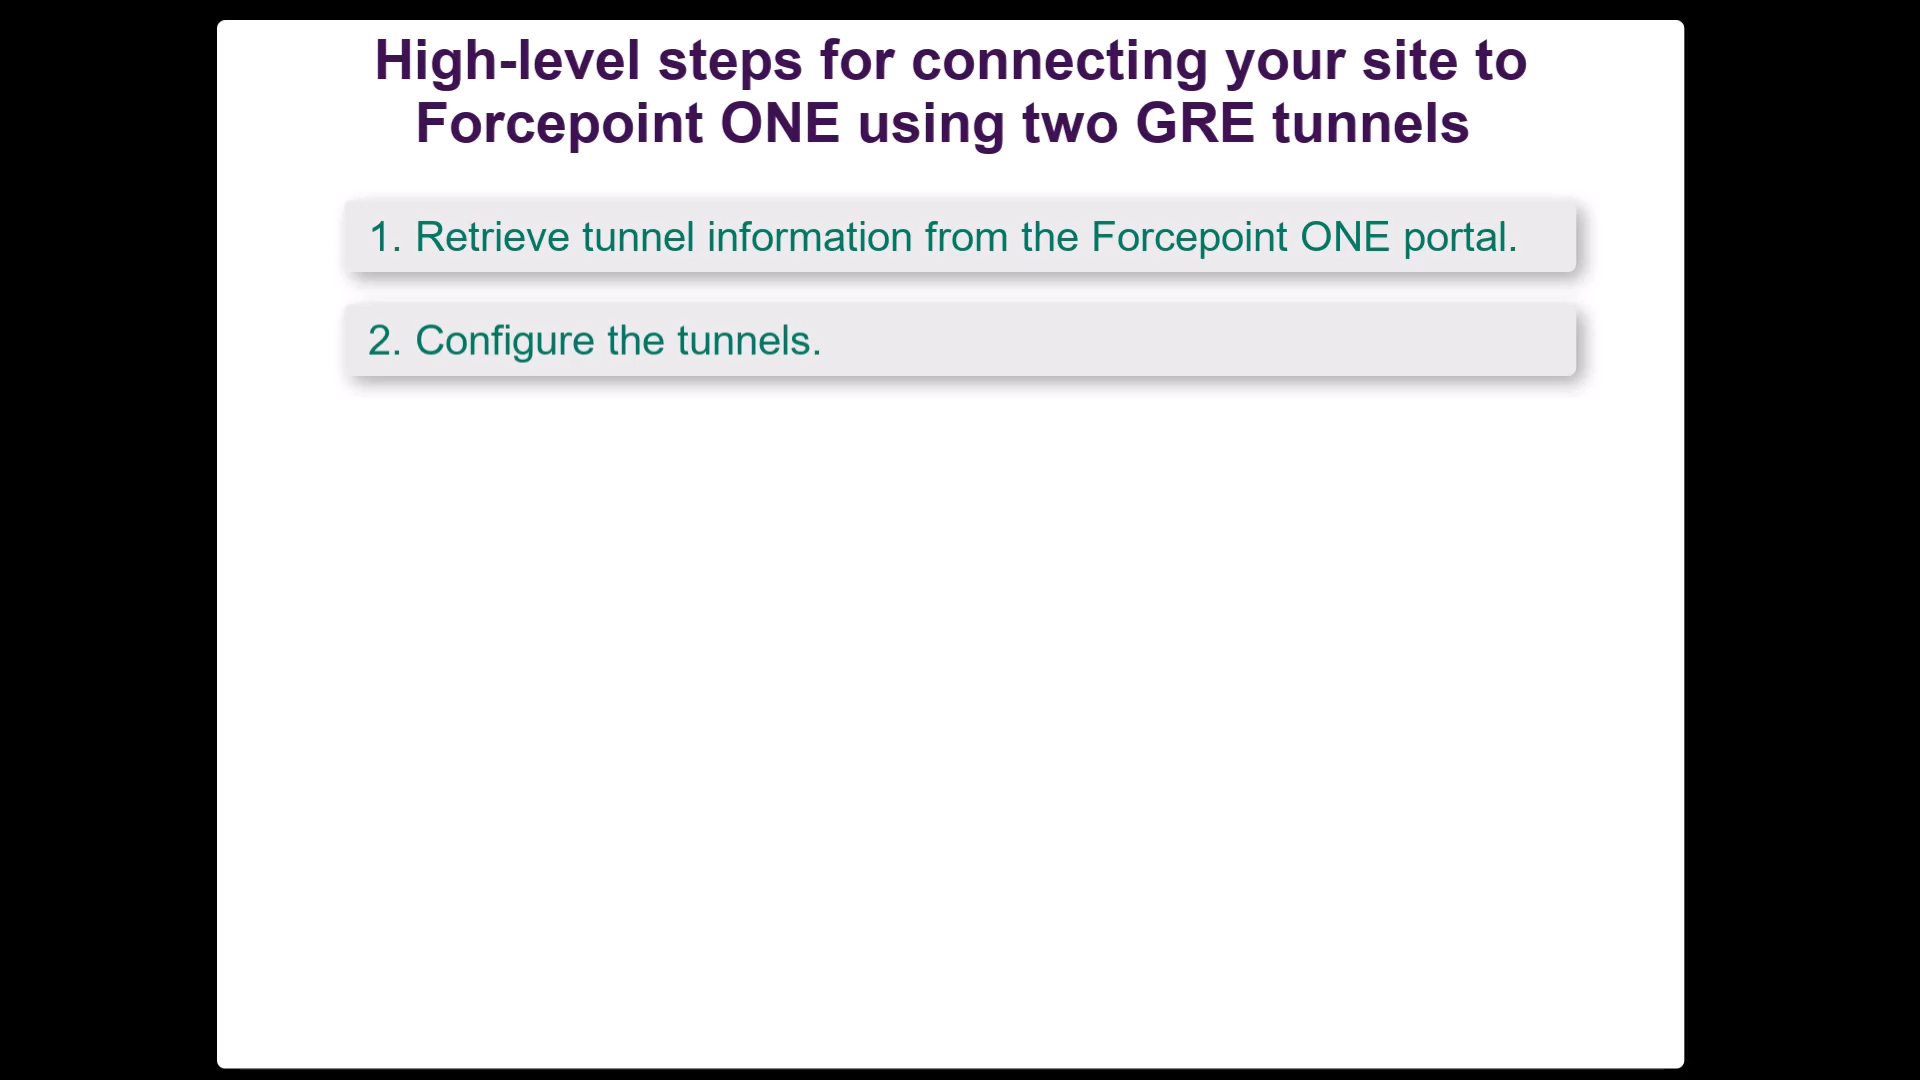 High-level steps for connecting your site to
Forcepoint ONE using two GRE tunnels
1. Retrieve tunnel information from the Forcepoint ONE portal.
2. Configure the tunnels.